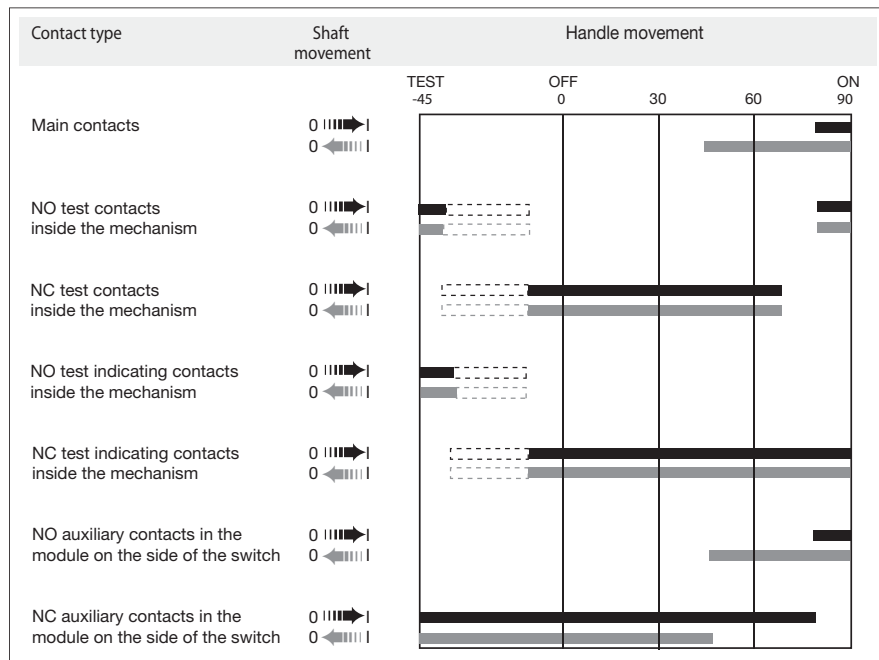 Contact type
Shaft movement
Handle movement
TEST OFF ON
-45 0 30 60 90
Main contacts
0 I
0 I
NO test contacts
inside the mechanism
0 I
0 I
NC test contacts
inside the mechanism
0 I
0 I
NO test indicating contacts
inside the mechanism
0 I
0 I
NC test indicating contacts
inside the mechanism
0 I
0 I
NO auxiliary contacts in the
module on the side of the switch
0 I
0 I
NC auxiliary contacts in the
module on the side of the switch
0 I
0 I